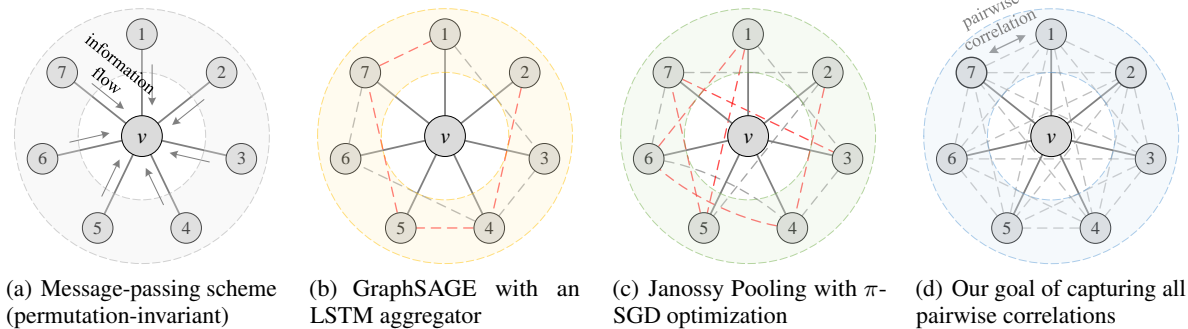 1
2
3
4
5
6
7
v
information
flow
1
2
3
4
5
6
7
v
1
2
3
4
5
6
7
v
pairwise
correlation
1
2
3
4
5
6
7
v
(a) Message-passing scheme
(permutation-invariant)
(b) GraphSAGE with an
LSTM aggregator
(c) Janossy Pooling with π-
SGD optimization
(d) Our goal of capturing all
pairwise correlations